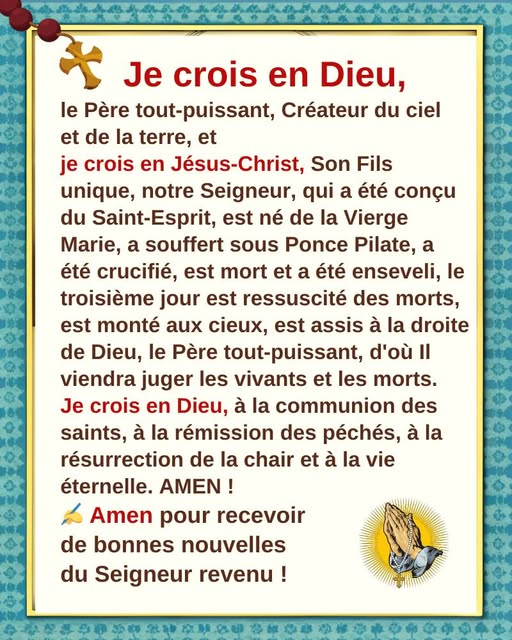 Je crois en Dieu,
le Père tout-puissant, Créateur du ciel
et de la terre, et
je crois en Jésus-Christ, Son Fils
unique, notre Seigneur, qui a été conçu
du Saint-Esprit, est né de la Vierge
Marie, a souffert sous Ponce Pilate, a
été crucifié, est mort et a été enseveli, le
troisième jour est ressuscité des morts,
est monté aux cieux, est assis à la droite
de Dieu, le Père tout-puissant, d'où Il
viendra juger les vivants et les morts.
Je crois en Dieu, à la communion des
saints, à la rémission des péchés, à la
résurrection de la chair et à la vie
éternelle. AMEN !
✍️ Amen pour recevoir
de bonnes nouvelles
du Seigneur revenu !